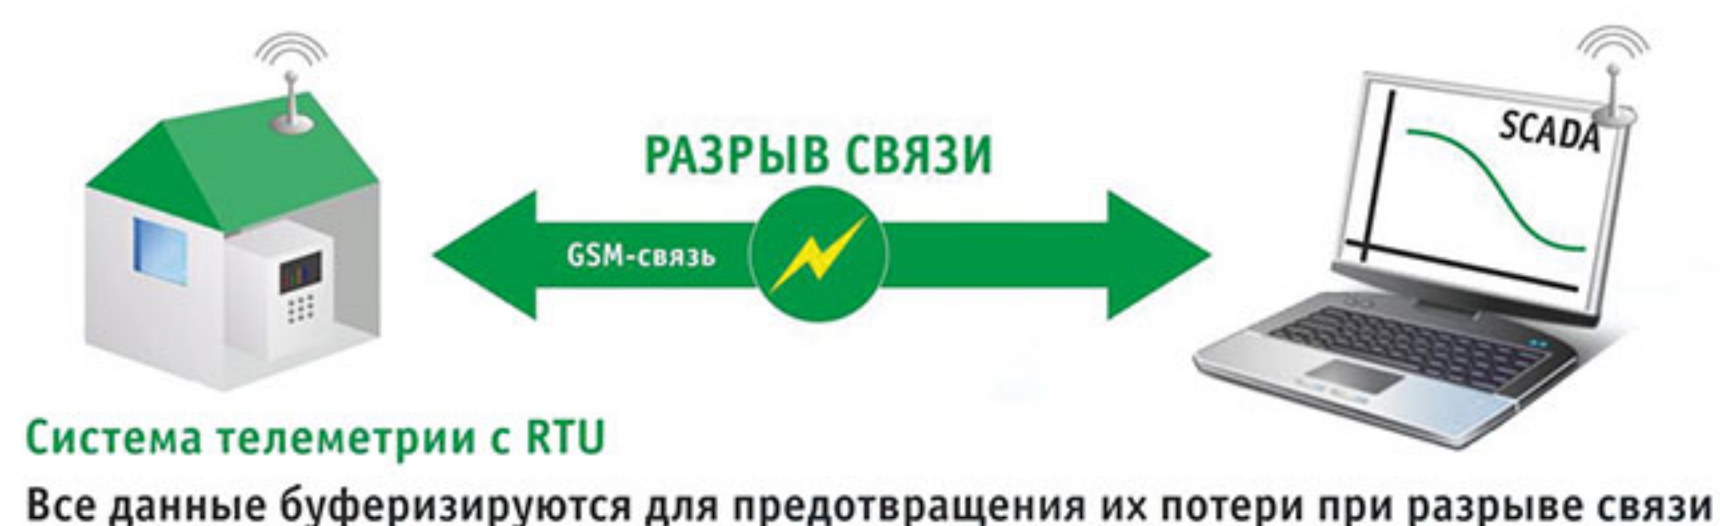 РАЗРЫВ СВЯЗИ
SCADA
GSM-связь
Система телеметрии с RTU
Все данные буферизируются для предотвращения их потери при разрыве связи